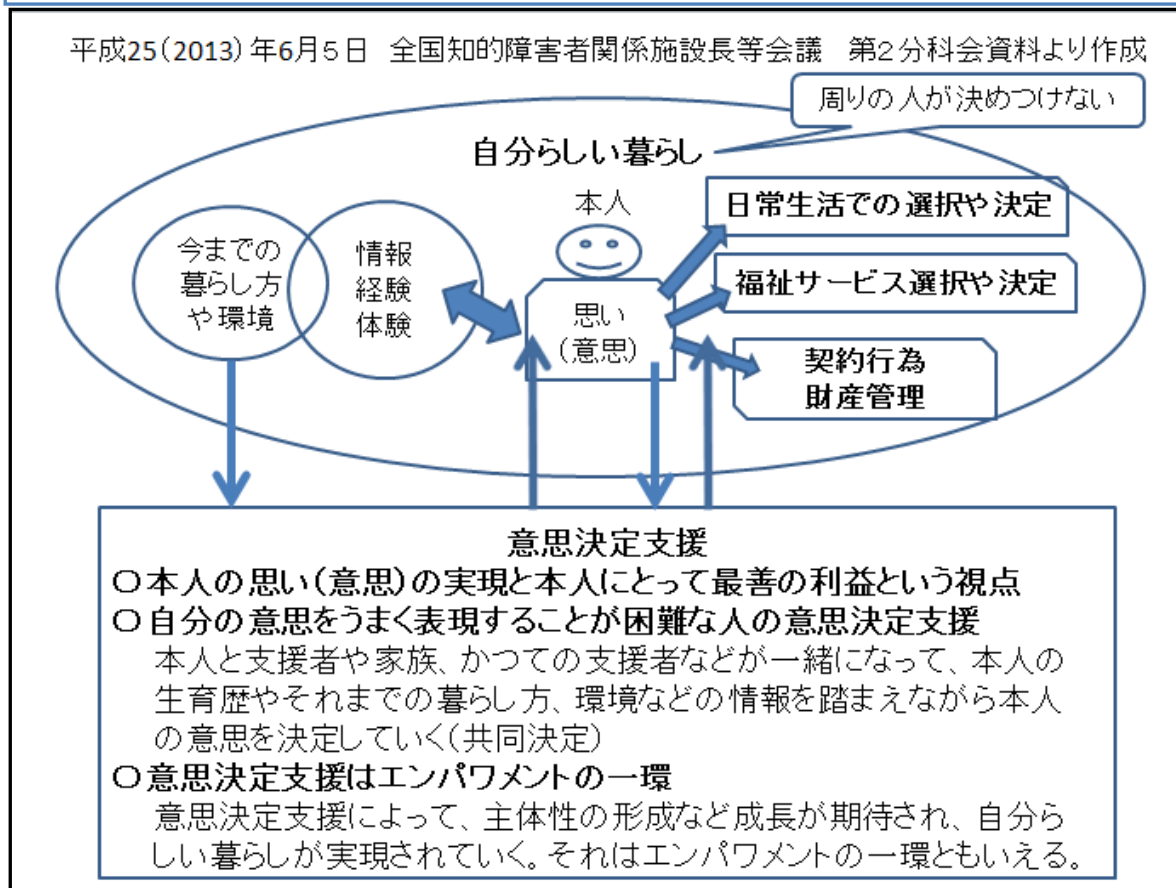 平成25(2013)年6月5日 全国知的障害者関係施設長等会議 第2分科会資料より作成
周りの人が決めつけない
自分らしい暮らし
本人
今までの
暮らし方
や環境
情報
経験
体験
思い
(意思)
日常生活での選択や決定
福祉サービス選択や決定
契約行為
財産管理
意思決定支援
〇本人の思い(意思)の実現と本人にとって最善の利益という視点
〇自分の意思をうまく表現することが困難な人の意思決定支援
本人と支援者や家族、かつての支援者などが一緒になって、本人の
生育歴やそれまでの暮らし方、環境などの情報を踏まえながら本人
の意思を決定していく(共同決定)
〇意思決定支援はエンパワメントの一環
意思決定支援によって、主体性の形成など成長が期待され、自分ら
しい暮らしが実現されていく。それはエンパワメントの一環ともいえる。